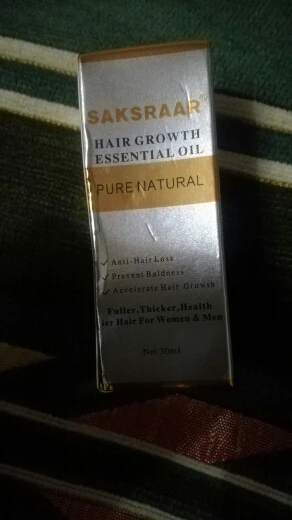 SAKSRAAR
HAIR GROWTH
ESSENTIAL OIL
PURE NATURAL
✓ Anti-Hair Loss
✓ Prevent Baldness
✓ Accelerate Hair Growth
Fuller,Thicker,Health
ier Hair For Women & Men
Net:30ml